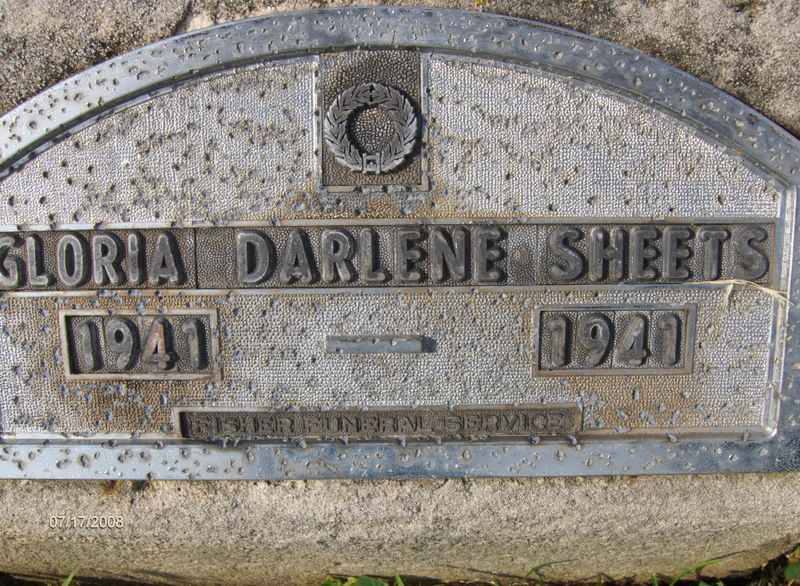 GLORIA DARLENE SHEETS
1941 — 1941
FISHER FUNERAL SERVICE
07/17/2008